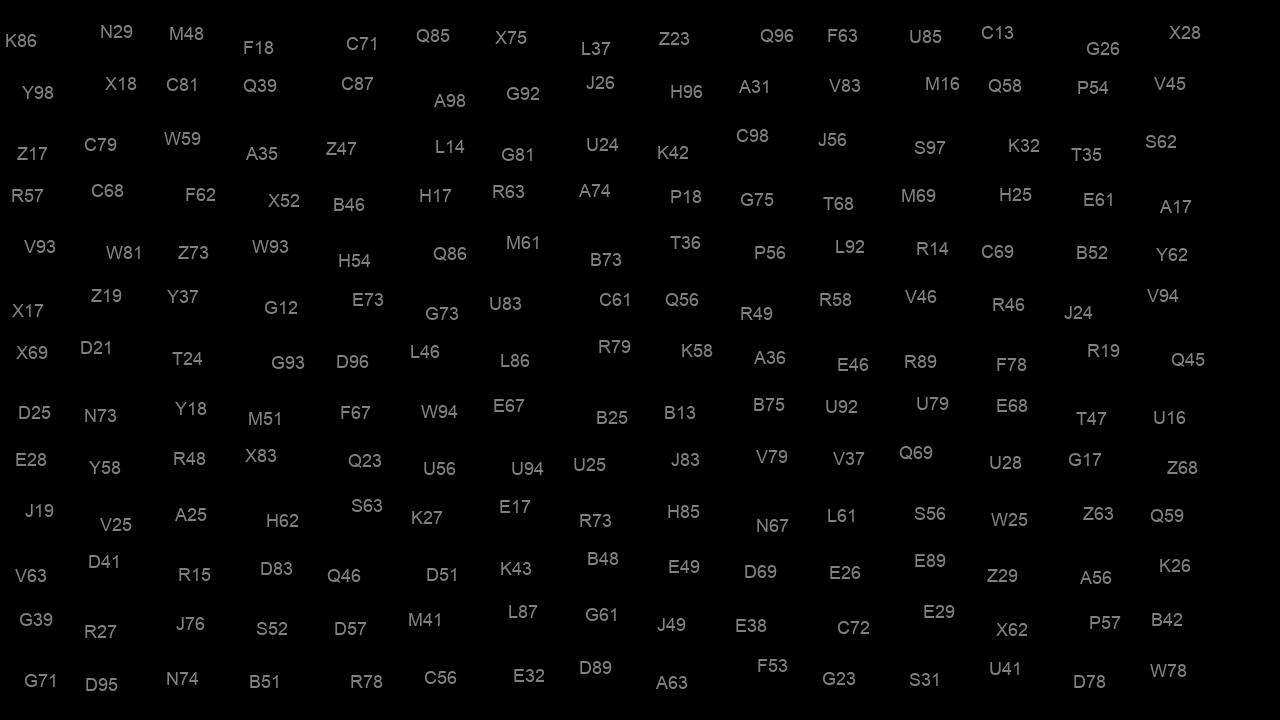 K86 N29 M48 F18 C71 Q85 X75 L37 Z23 Q96 F63 U85 C13 G26 X28
Y98 X18 C81 Q39 C87 A98 G92 J26 H96 A31 V83 M16 Q58 P54 V45
Z17 C79 W59 A35 Z47 L14 G81 U24 K42 C98 J56 S97 K32 T35 S62
R57 C68 F62 X52 B46 H17 R63 A74 P18 G75 T68 M69 H25 E61 A17
V93 W81 Z73 W93 H54 Q86 M61 B73 T36 P56 L92 R14 C69 B52 Y62
X17 Z19 Y37 G12 E73 G73 U83 C61 Q56 R49 R58 V46 R46 J24 V94
X69 D21 T24 G93 D96 L46 L86 R79 K58 A36 E46 R89 F78 R19 Q45
D25 N73 Y18 M51 F67 W94 E67 B25 B13 B75 U92 U79 E68 T47 U16
E28 Y58 R48 X83 Q23 U56 U94 U25 J83 V79 V37 Q69 U28 G17 Z68
J19 V25 A25 H62 S63 K27 E17 R73 H85 N67 L61 S56 W25 Z63 Q59
V63 D41 R15 D83 Q46 D51 K43 B48 E49 D69 E26 E89 Z29 A56 K26
G39 R27 J76 S52 D57 M41 L87 G61 J49 E38 C72 E29 X62 P57 B42
G71 D95 N74 B51 R78 C56 E32 D89 A63 F53 G23 S31 U41 D78 W78